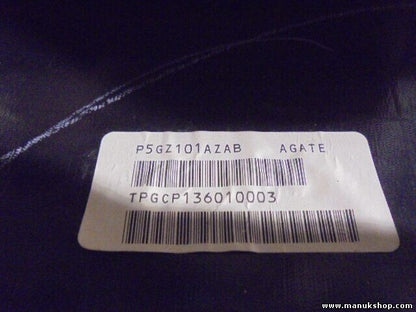 P5GZ101AZAB AGATE
TPGCP136010003
www.manukshop.com